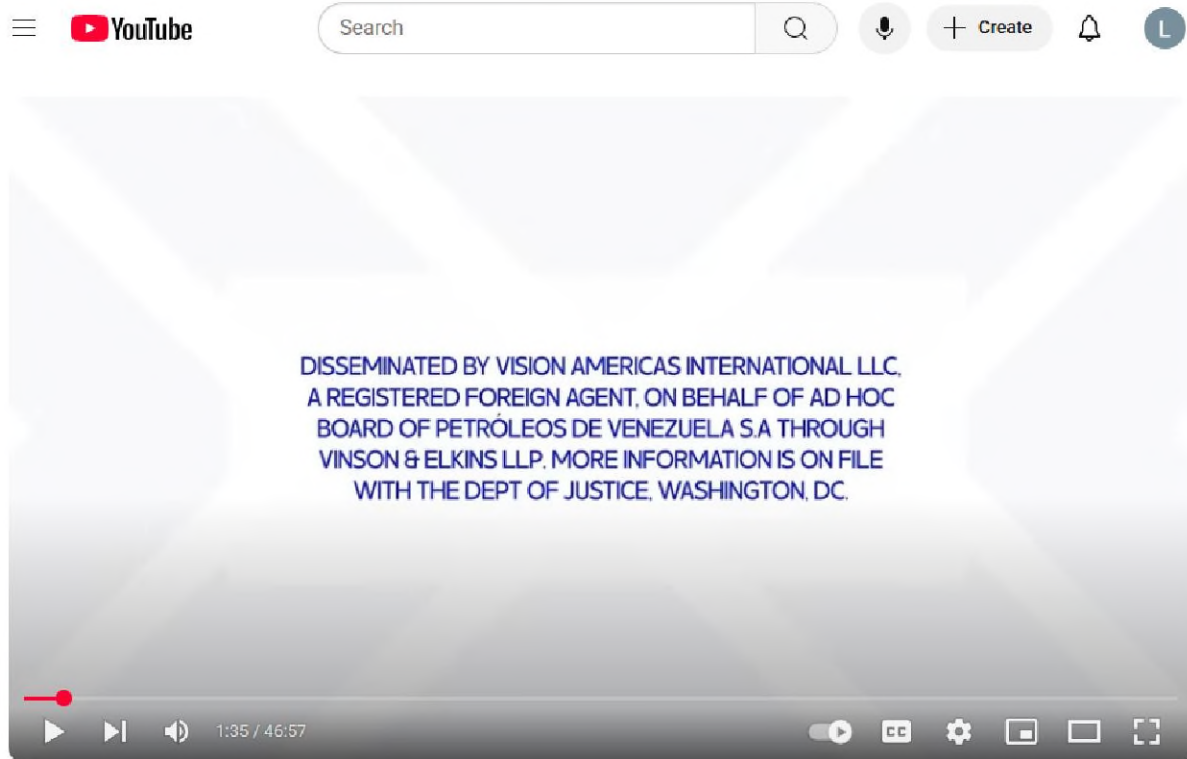 YouTube
Search
Create
L
DISSEMINATED BY VISION AMERICAS INTERNATIONAL LLC,
A REGISTERED FOREIGN AGENT, ON BEHALF OF AD HOC
BOARD OF PETRÓLEOS DE VENEZUELA S.A THROUGH
VINSON & ELKINS LLP. MORE INFORMATION IS ON FILE
WITH THE DEPT OF JUSTICE, WASHINGTON, DC.
1:35 / 46:57
CC